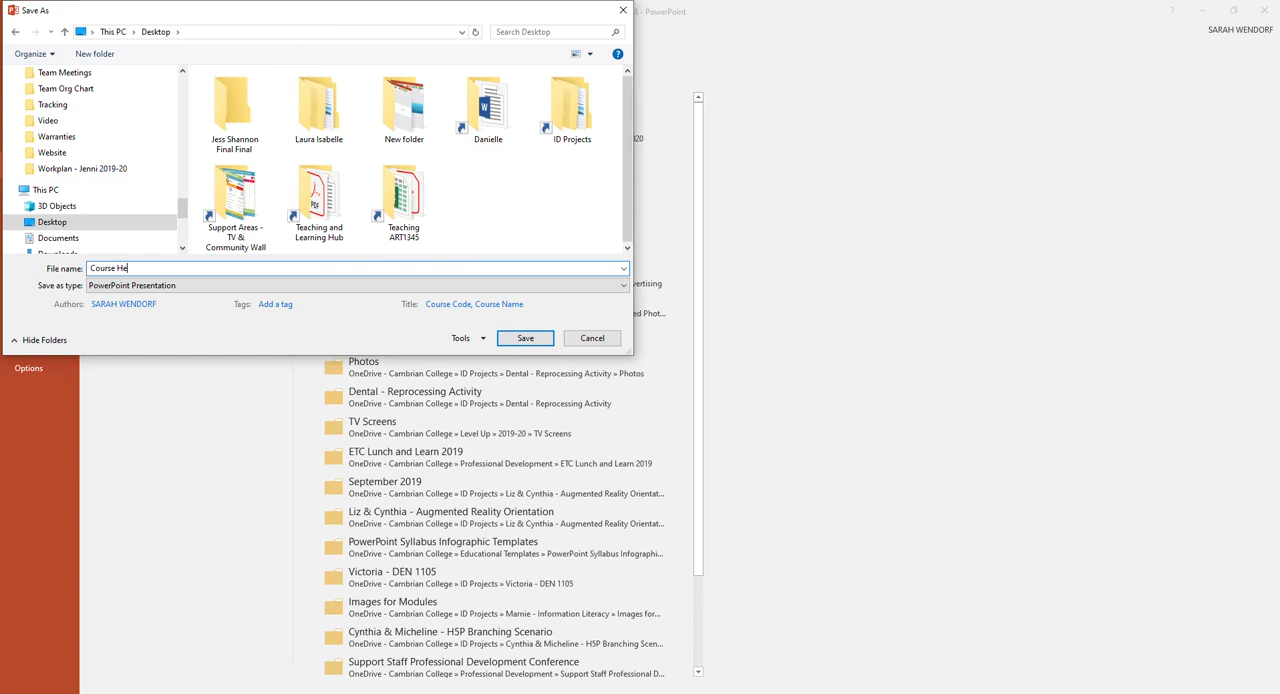 Save As
3 - PowerPoint
?
SARAH WENDORF
This PC > Desktop >
Search Desktop
Organize
New folder
?
Team Meetings
Team Org Chart
Tracking
Video
Warranties
Website
Workplan - Jenni 2019-20
This PC
3D Objects
Desktop
Documents
Jess Shannon
Final Final
Laura Isabelle
New folder
Danielle
ID Projects
Support Areas -
TV &
Community Wall
Teaching and
Learning Hub
Teaching
ART1345
File name: Course He
Save as type: PowerPoint Presentation
Authors: SARAH WENDORF
Tags: Add a tag
Title: Course Code, Course Name
Hide Folders
Tools
Save
Cancel
Options
Photos
OneDrive - Cambrian College » ID Projects » Dental - Reprocessing Activity » Photos
Dental - Reprocessing Activity
OneDrive - Cambrian College » ID Projects » Dental - Reprocessing Activity
TV Screens
OneDrive - Cambrian College » Level Up » 2019-20 » TV Screens
ETC Lunch and Learn 2019
OneDrive - Cambrian College » Professional Development » ETC Lunch and Learn 2019
September 2019
OneDrive - Cambrian College » ID Projects » Liz & Cynthia - Augmented Reality Orientat...
Liz & Cynthia - Augmented Reality Orientation
OneDrive - Cambrian College » ID Projects » Liz & Cynthia - Augmented Reality Orientat...
PowerPoint Syllabus Infographic Templates
OneDrive - Cambrian College » Educational Templates » PowerPoint Syllabus Infographi...
Victoria - DEN 1105
OneDrive - Cambrian College » ID Projects » Victoria - DEN 1105
Images for Modules
OneDrive - Cambrian College » ID Projects » Marnie - Information Literacy » Images for...
Cynthia & Micheline - H5P Branching Scenario
OneDrive - Cambrian College » ID Projects » Cynthia & Micheline - H5P Branching Scen...
Support Staff Professional Development Conference
OneDrive - Cambrian College » Professional Development » Support Staff Professional D...